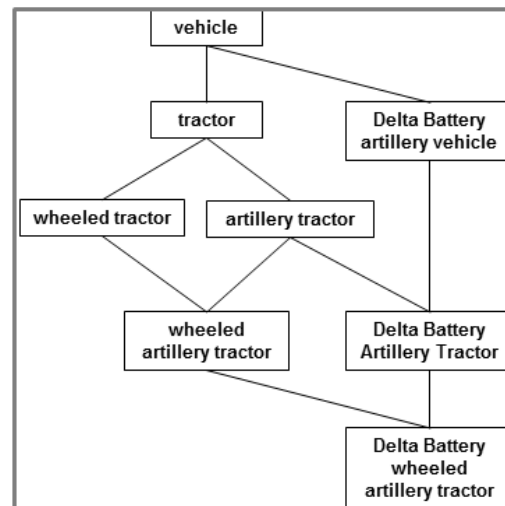 vehicle
tractor
Delta Battery
artillery vehicle
wheeled tractor
artillery tractor
wheeled
artillery tractor
Delta Battery
Artillery Tractor
Delta Battery
wheeled
artillery tractor